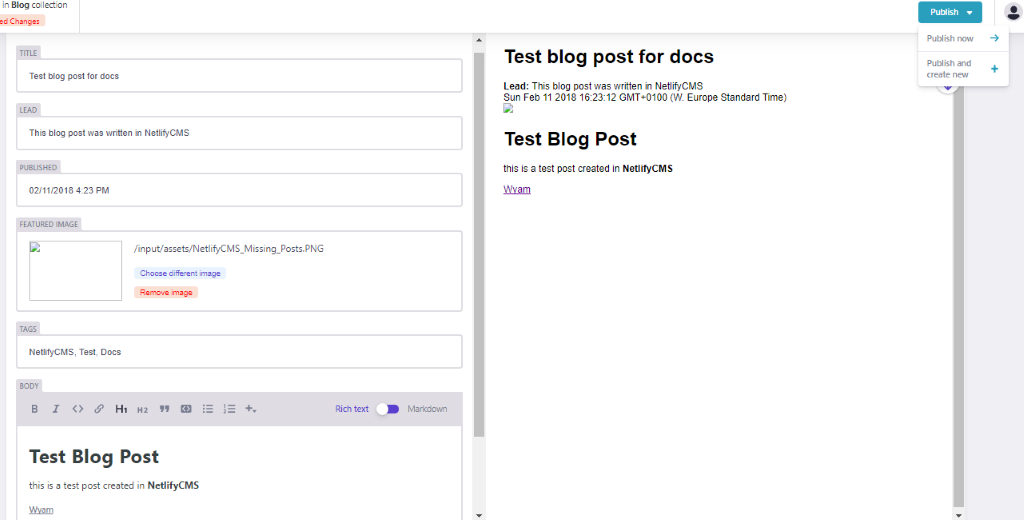 in Blog collection
ed Changes
Publish
Publish now
Publish and
create new
TITLE
Test blog post for docs
LEAD
This blog post was written in NetlifyCMS
PUBLISHED
02/11/2018 4:23 PM
FEATURED IMAGE
/input/assets/NetlifyCMS_Missing_Posts.PNG
Choose different image
Remove image
TAGS
NetlifyCMS, Test, Docs
BODY
B I H1 H2 Rich text Markdown
Test Blog Post
this is a test post created in NetlifyCMS
Wyam
Test blog post for docs
Lead: This blog post was written in NetlifyCMS
Sun Feb 11 2018 16:23:12 GMT+0100 (W. Europe Standard Time)
Test Blog Post
this is a test post created in NetlifyCMS
Wyam